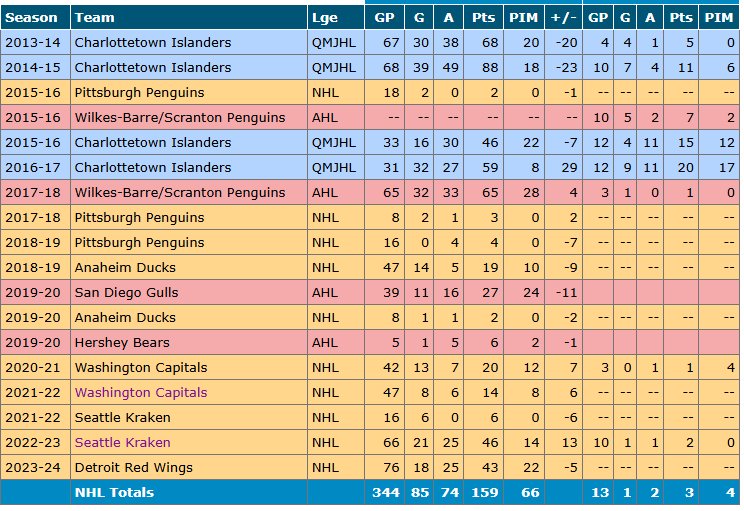 Season Team Lge GP G A Pts PIM +/- GP G A Pts PIM
2013-14 Charlottetown Islanders QMJHL 67 30 38 68 20 -20 4 4 1 5 0
2014-15 Charlottetown Islanders QMJHL 68 39 49 88 18 -23 10 7 4 11 6
2015-16 Pittsburgh Penguins NHL 18 2 0 2 0 -1 -- -- -- -- --
2015-16 Wilkes-Barre/Scranton Penguins AHL -- -- -- -- -- -- 10 5 2 7 2
2015-16 Charlottetown Islanders QMJHL 33 16 30 46 22 -7 12 4 11 15 12
2016-17 Charlottetown Islanders QMJHL 31 32 27 59 8 29 12 9 11 20 17
2017-18 Wilkes-Barre/Scranton Penguins AHL 65 32 33 65 28 4 3 1 0 1 0
2017-18 Pittsburgh Penguins NHL 8 2 1 3 0 2 -- -- -- -- --
2018-19 Pittsburgh Penguins NHL 16 0 4 4 0 -7 -- -- -- -- --
2018-19 Anaheim Ducks NHL 47 14 5 19 10 -9 -- -- -- -- --
2019-20 San Diego Gulls AHL 39 11 16 27 24 -11
2019-20 Anaheim Ducks NHL 8 1 1 2 0 -2 -- -- -- -- --
2019-20 Hershey Bears AHL 5 1 5 6 2 -1
2020-21 Washington Capitals NHL 42 13 7 20 12 7 3 0 1 1 4
2021-22 Washington Capitals NHL 47 8 6 14 8 6 -- -- -- -- --
2021-22 Seattle Kraken NHL 16 6 0 6 0 -6 -- -- -- -- --
2022-23 Seattle Kraken NHL 66 21 25 46 14 13 10 1 1 2 0
2023-24 Detroit Red Wings NHL 76 18 25 43 22 -5 -- -- -- -- --
NHL Totals 344 85 74 159 66 13 1 2 3 4